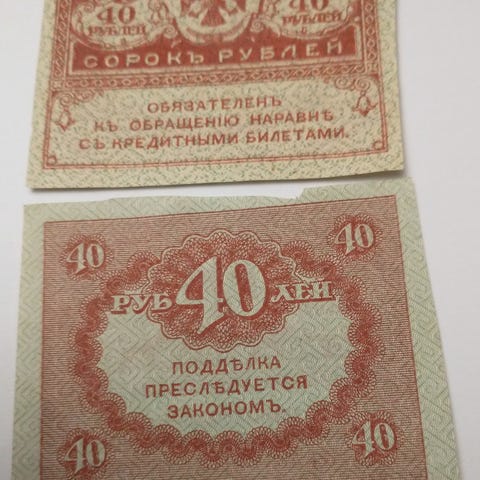 40 40
РУБЛЕЙ РУБЛЕЙ
СОРОКЪ РУБЛЕЙ
ОБЯЗАТЕЛЕНЪ
КЪ ОБРАЩЕНІЮ НАРАВНѢ
СЪ КРЕДИТНЫМИ БИЛЕТАМИ.
40 40
РУБ 40 ЛЕЙ
ПОДДѢЛКА
ПРЕСЛѢДУЕТСЯ
ЗАКОНОМЪ.
40 40